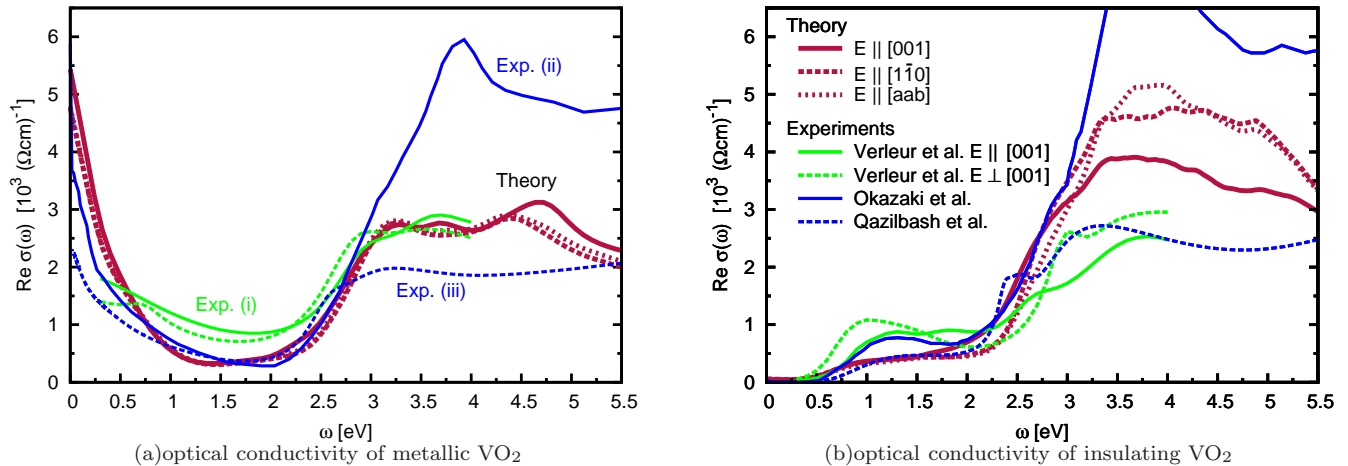 Re σ(ω) [10³ (Ωcm)⁻¹]
6
5
4
3
2
1
0
Exp. (ii)
Theory
Exp. (i)
Exp. (iii)
0 0.5 1 1.5 2 2.5 3 3.5 4 4.5 5 5.5
ω [eV]
(a)optical conductivity of metallic VO₂
Re σ(ω) [10³ (Ωcm)⁻¹]
6
5
4
3
2
1
0
Theory
E || [001]
E || [11̄0]
E || [aab]
Experiments
Verleur et al. E || [001]
Verleur et al. E ⊥ [001]
Okazaki et al.
Qazilbash et al.
0 0.5 1 1.5 2 2.5 3 3.5 4 4.5 5 5.5
ω [eV]
(b)optical conductivity of insulating VO₂